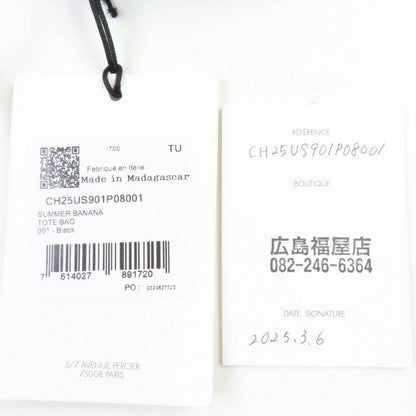 IT00 TU
Fabriqué en Italie
Made in Madagascar
CH25US901P08001
SUMMER BANANA
TOTE BAG
001 - Black
7 614027 891720
PO :
5/7 AVENUE PERCIER
75008 PARIS
RÉFÉRENCE
CH25US901P08001
BOUTIQUE
広島福屋店
082-246-6364
DATE, SIGNATURE
2025.3.6